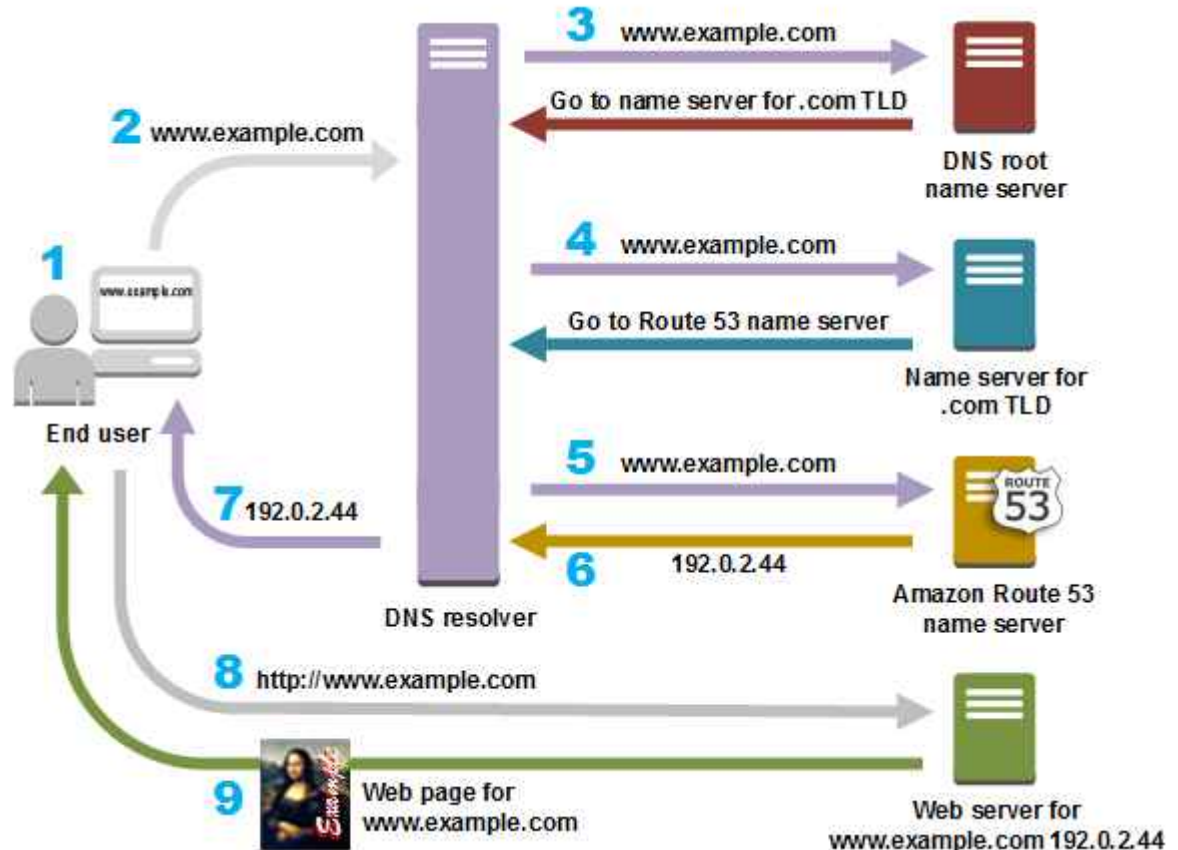 3 www.example.com
Go to name server for .com TLD
DNS root
name server
2 www.example.com
4 www.example.com
Go to Route 53 name server
Name server for
.com TLD
1
www.example.com
End user
5 www.example.com
ROUTE
53
6 192.0.2.44
Amazon Route 53
name server
7 192.0.2.44
DNS resolver
8 http://www.example.com
9
Example
Web page for
www.example.com
Web server for
www.example.com 192.0.2.44